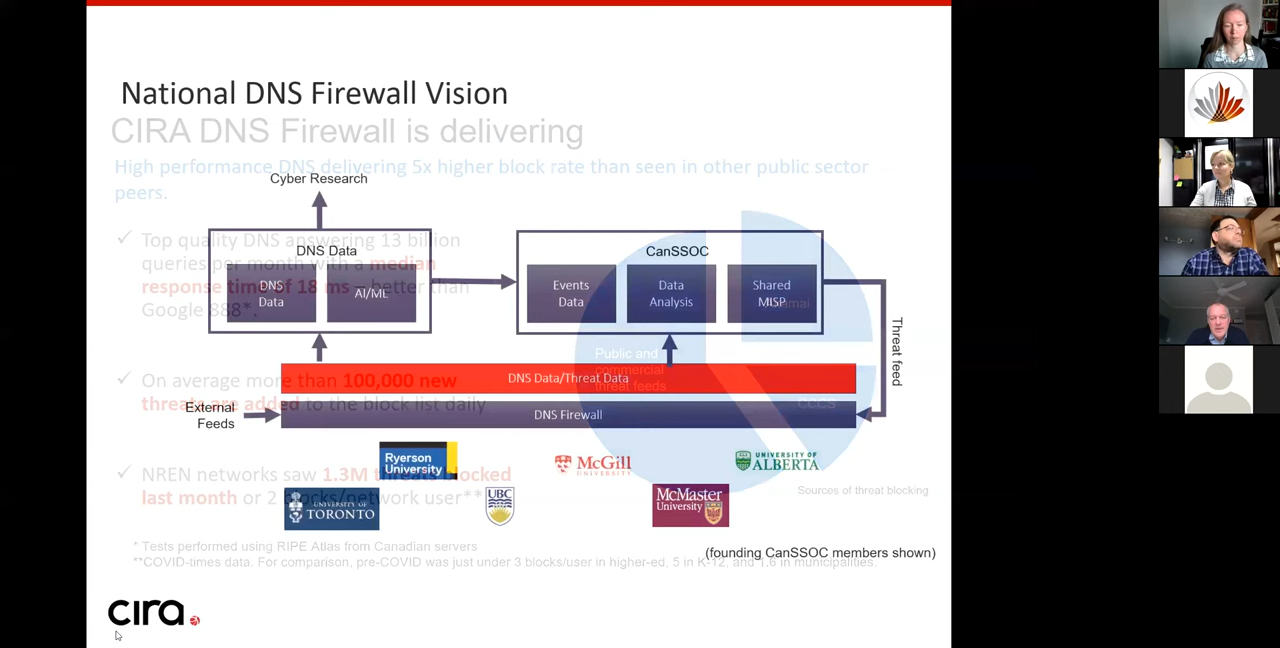 National DNS Firewall Vision
CIRA DNS Firewall is delivering
High performance DNS delivering 5x higher block rate than seen in other public sector
peers.
Cyber Research
Top quality DNS answering 13 billion
queries per month with a median
response time of 18 ms – better than
Google 888*.
DNS Data
DNS
Data
AI/ML
CanSSOC
Events
Data
Data
Analysis
Shared
MISP
Akamai
Threat feed
Public and
commercial
threat feeds
CCCS
DNS Data/Threat Data
On average more than 100,000 new
threats are added to the block list daily
External
Feeds
DNS Firewall
Ryerson
University
McGill
UNIVERSITY
UNIVERSITY OF
ALBERTA
NREN networks saw 1.3M threats blocked
last month or 2 blocks/network user**
UNIVERSITY OF
TORONTO
UBC
McMaster
University
Sources of threat blocking
* Tests performed using RIPE Atlas from Canadian servers
(founding CanSSOC members shown)
**COVID-times data. For comparison, pre-COVID was just under 3 blocks/user in higher-ed, 5 in K-12, and 1.6 in municipalities.
cira